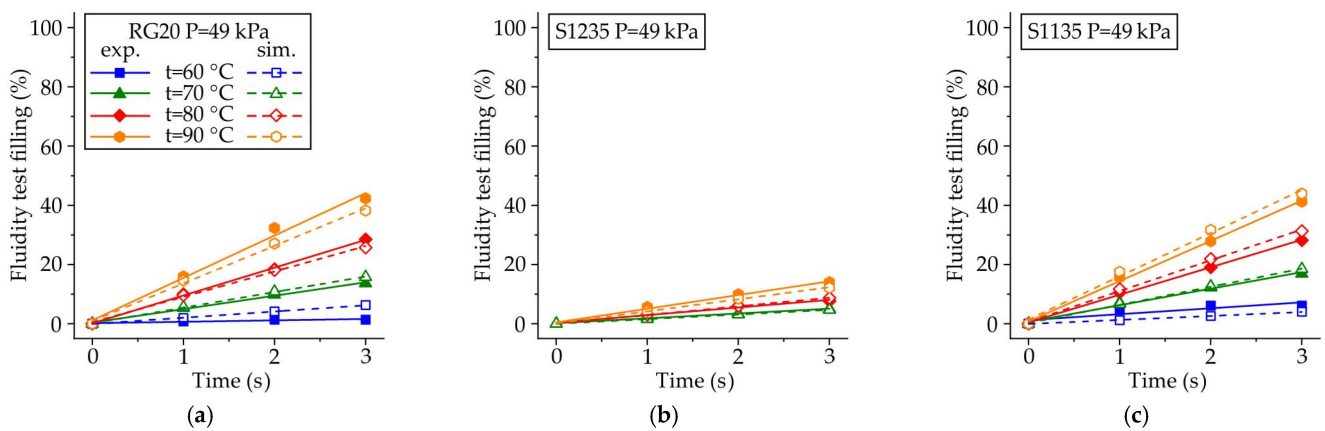 RG20 P=49 kPa
exp. sim.
t=60 °C
t=70 °C
t=80 °C
t=90 °C
Fluidity test filling (%)
100
80
60
40
20
0
0 1 2 3
Time (s)
(a)
S1235 P=49 kPa
Fluidity test filling (%)
100
80
60
40
20
0
0 1 2 3
Time (s)
(b)
S1135 P=49 kPa
Fluidity test filling (%)
100
80
60
40
20
0
0 1 2 3
Time (s)
(c)